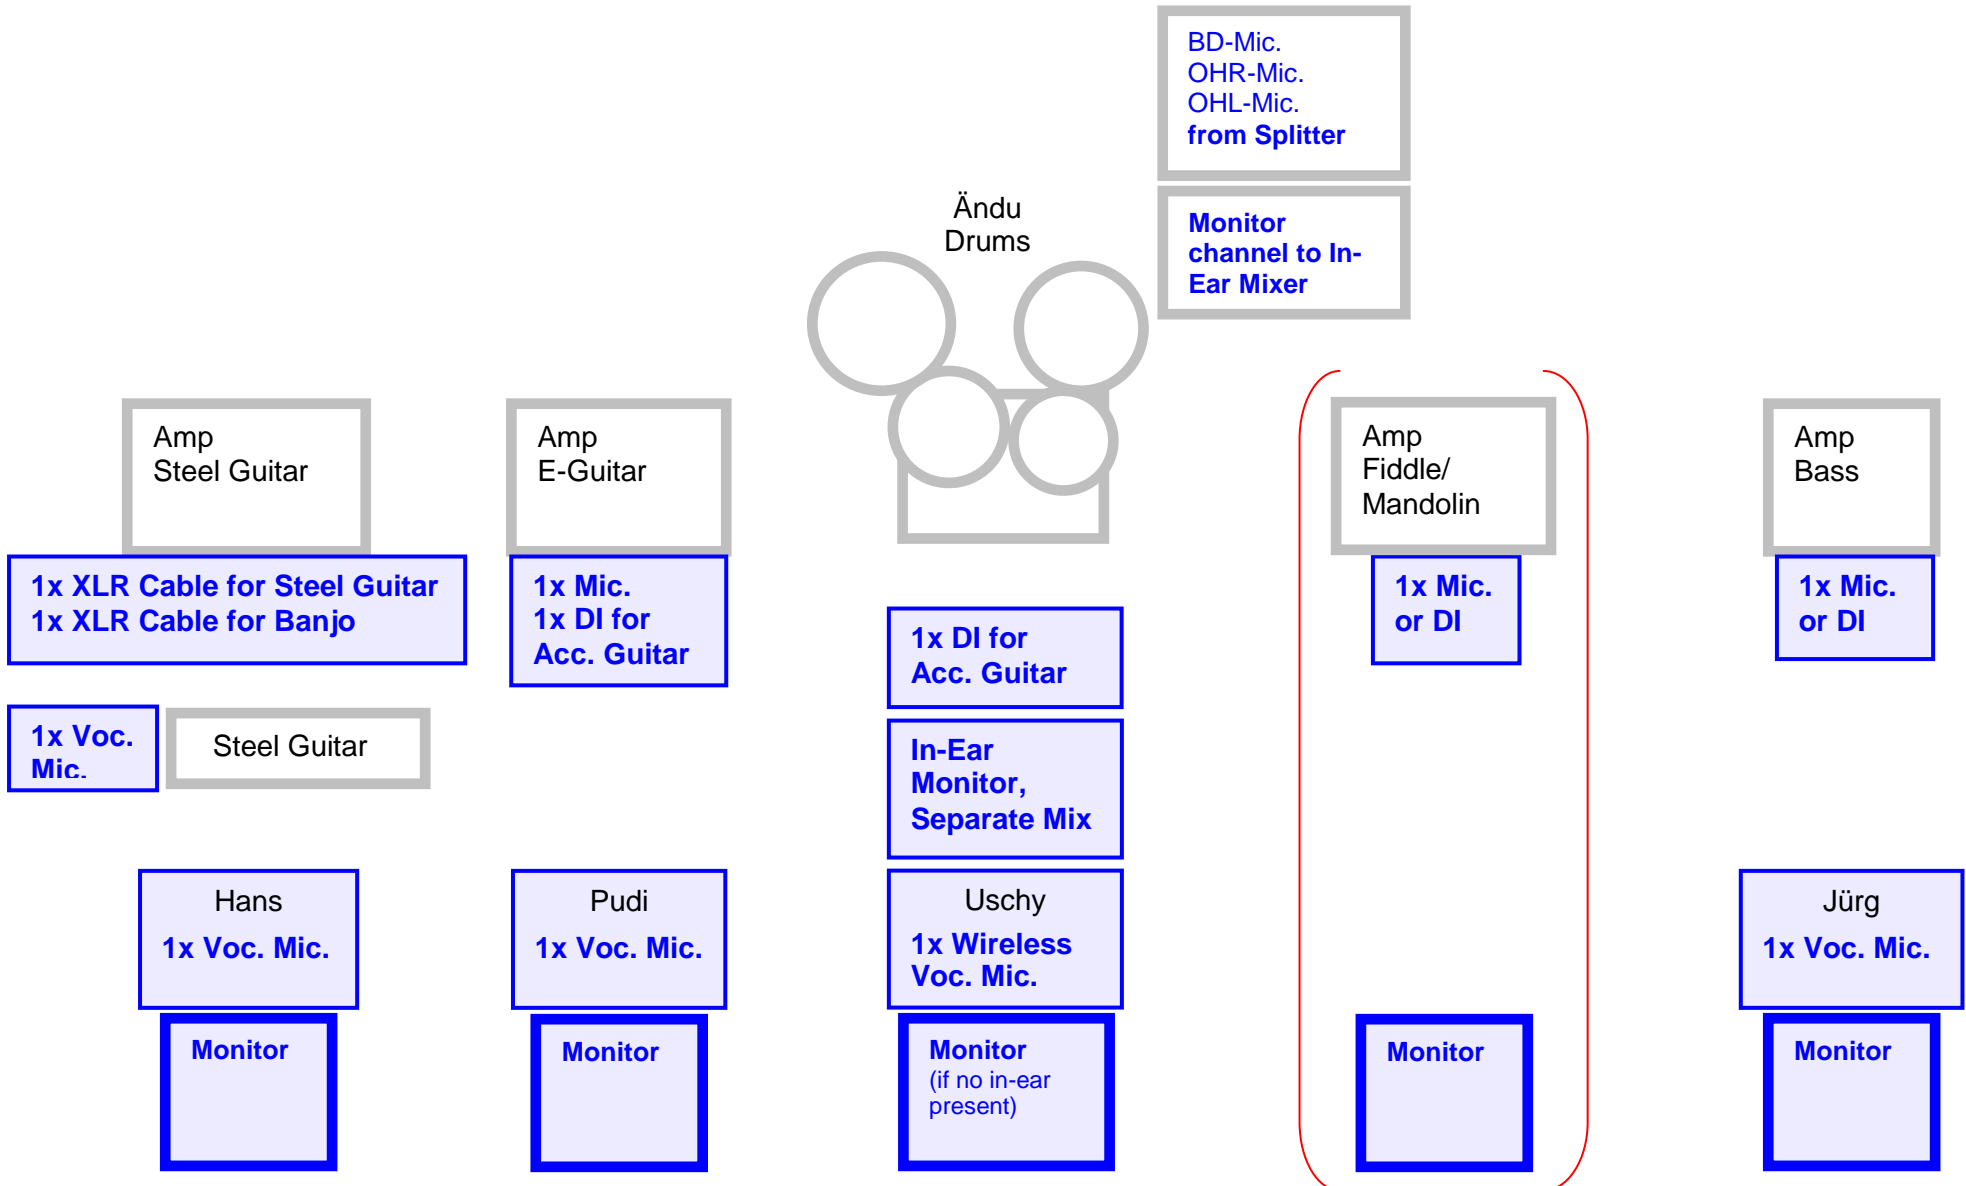 BD-Mic.
OHR-Mic.
OHL-Mic.
from Splitter
Monitor
channel to In-
Ear Mixer
Ändu
Drums
Amp
Steel Guitar
Amp
E-Guitar
Amp
Fiddle/
Mandolin
Amp
Bass
1x XLR Cable for Steel Guitar
1x XLR Cable for Banjo
1x Mic.
1x DI for
Acc. Guitar
1x DI for
Acc. Guitar
1x Mic.
or DI
1x Mic.
or DI
1x Voc.
Mic.
Steel Guitar
In-Ear
Monitor,
Separate Mix
Hans
1x Voc. Mic.
Pudi
1x Voc. Mic.
Uschy
1x Wireless
Voc. Mic.
Jürg
1x Voc. Mic.
Monitor
Monitor
Monitor
(if no in-ear
present)
Monitor
Monitor